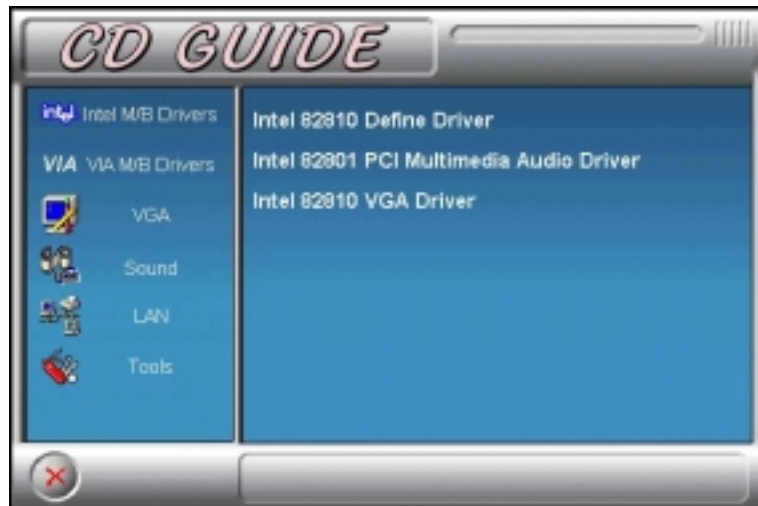 CD GUIDE
intel Intel M/B Drivers
VIA VIA M/B Drivers
VGA
Sound
LAN
Tools
Intel 82810 Define Driver
Intel 82801 PCI Multimedia Audio Driver
Intel 82810 VGA Driver